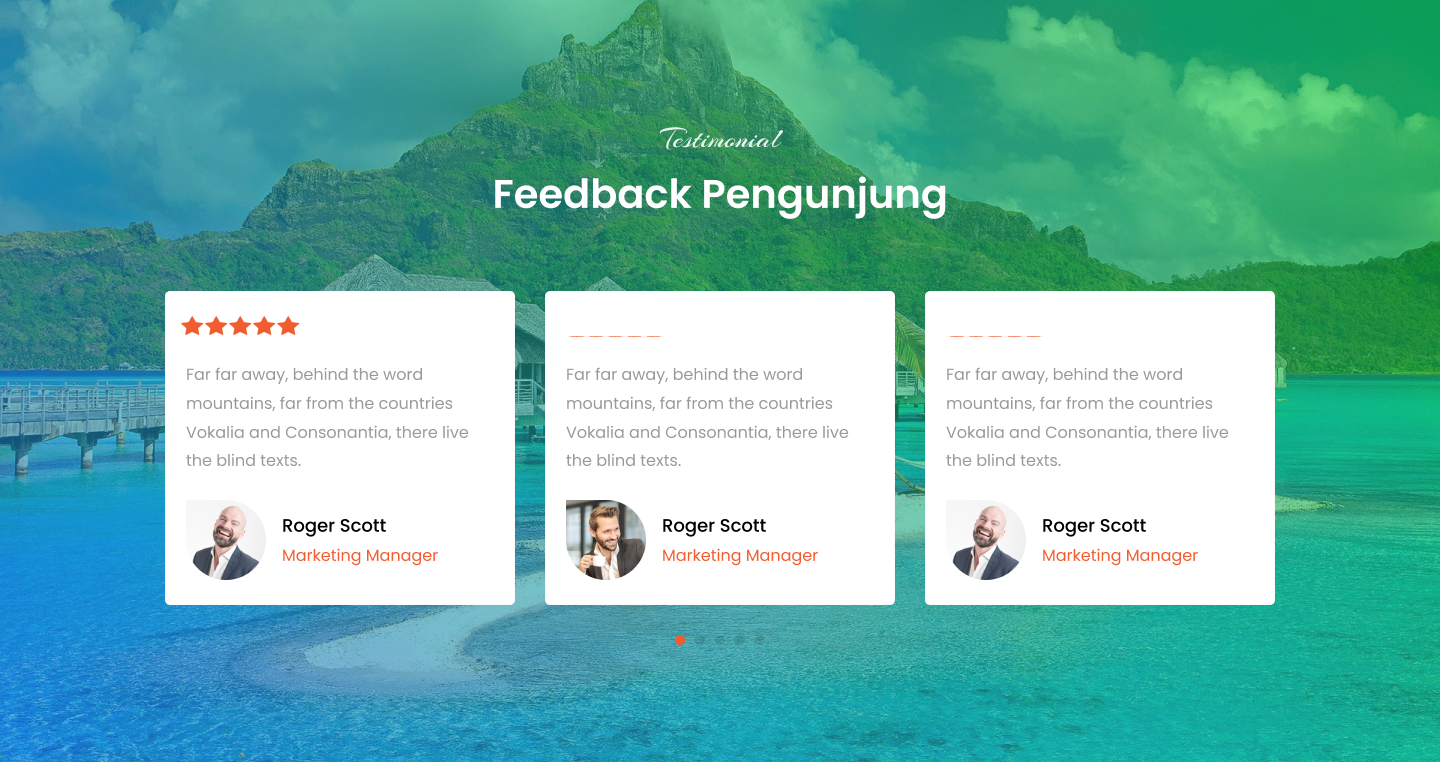 Testimonial
Feedback Pengunjung
Far far away, behind the word
mountains, far from the countries
Vokalia and Consonantia, there live
the blind texts.
Roger Scott
Marketing Manager
Far far away, behind the word
mountains, far from the countries
Vokalia and Consonantia, there live
the blind texts.
Roger Scott
Marketing Manager
Far far away, behind the word
mountains, far from the countries
Vokalia and Consonantia, there live
the blind texts.
Roger Scott
Marketing Manager